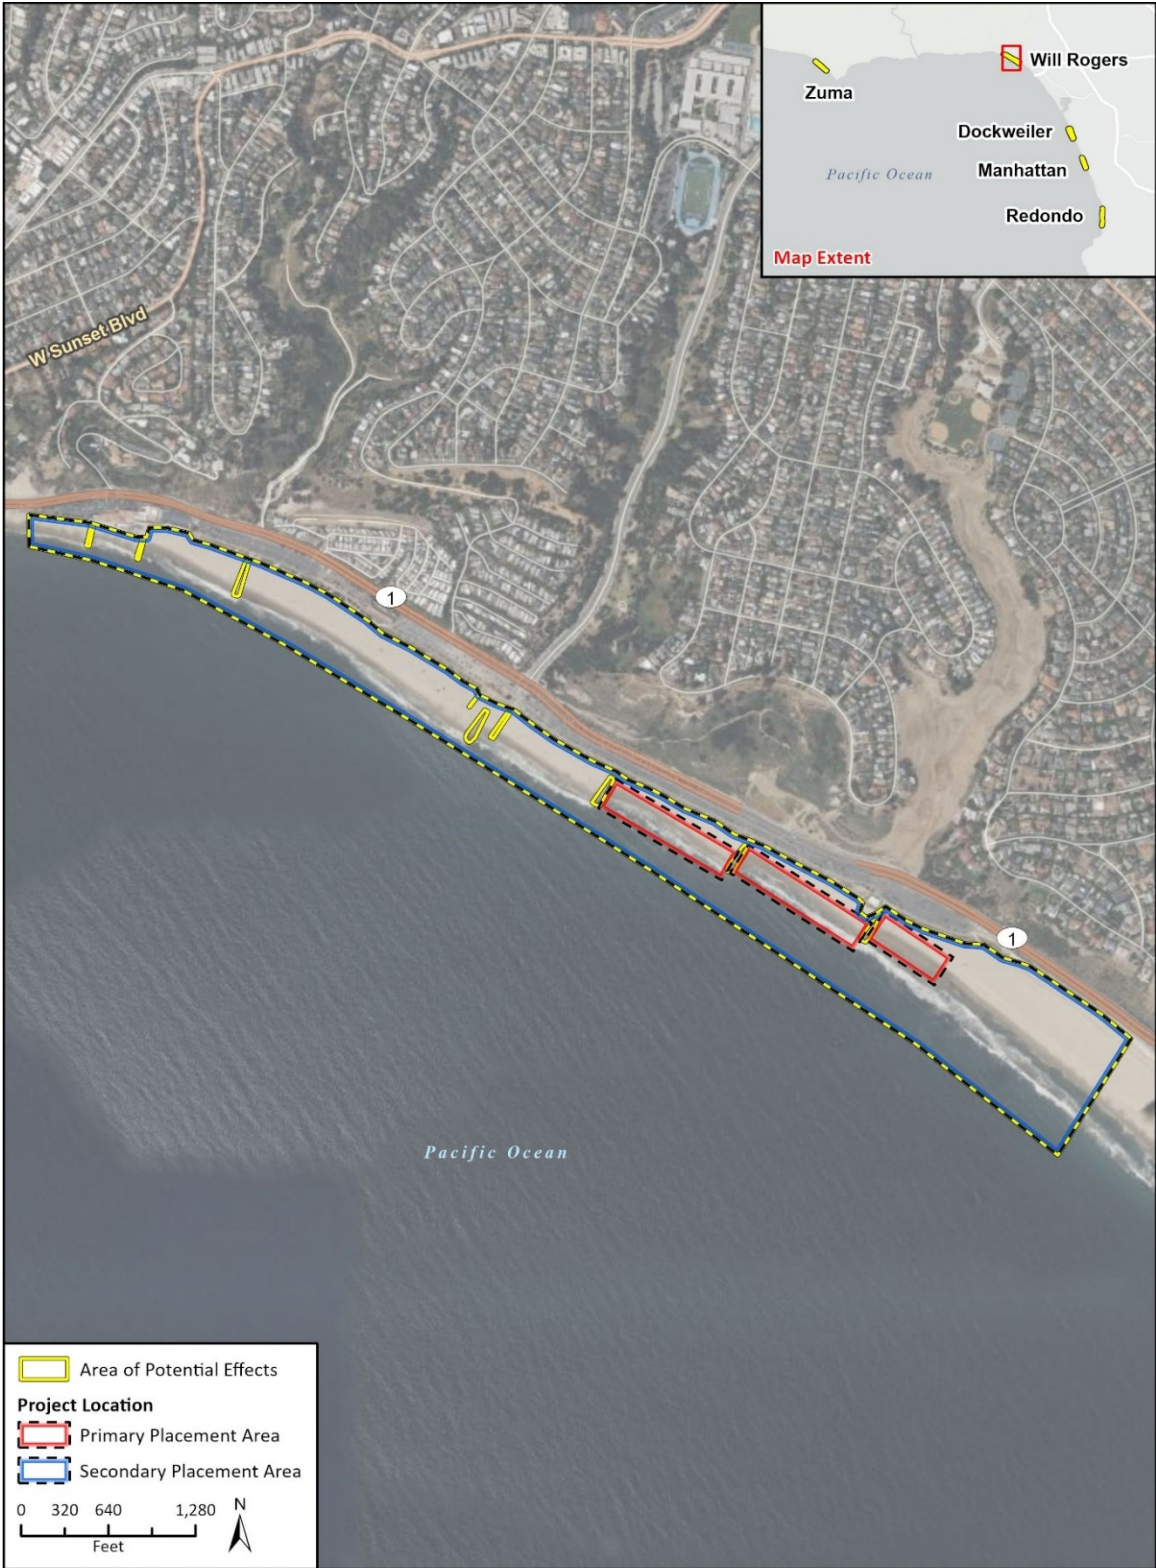 Will Rogers
Zuma
Dockweiler
Manhattan
Pacific Ocean
Redondo
Map Extent
W Sunset Blvd
1
1
Pacific Ocean
Area of Potential Effects
Project Location
Primary Placement Area
Secondary Placement Area
0 320 640 1,280
Feet
N